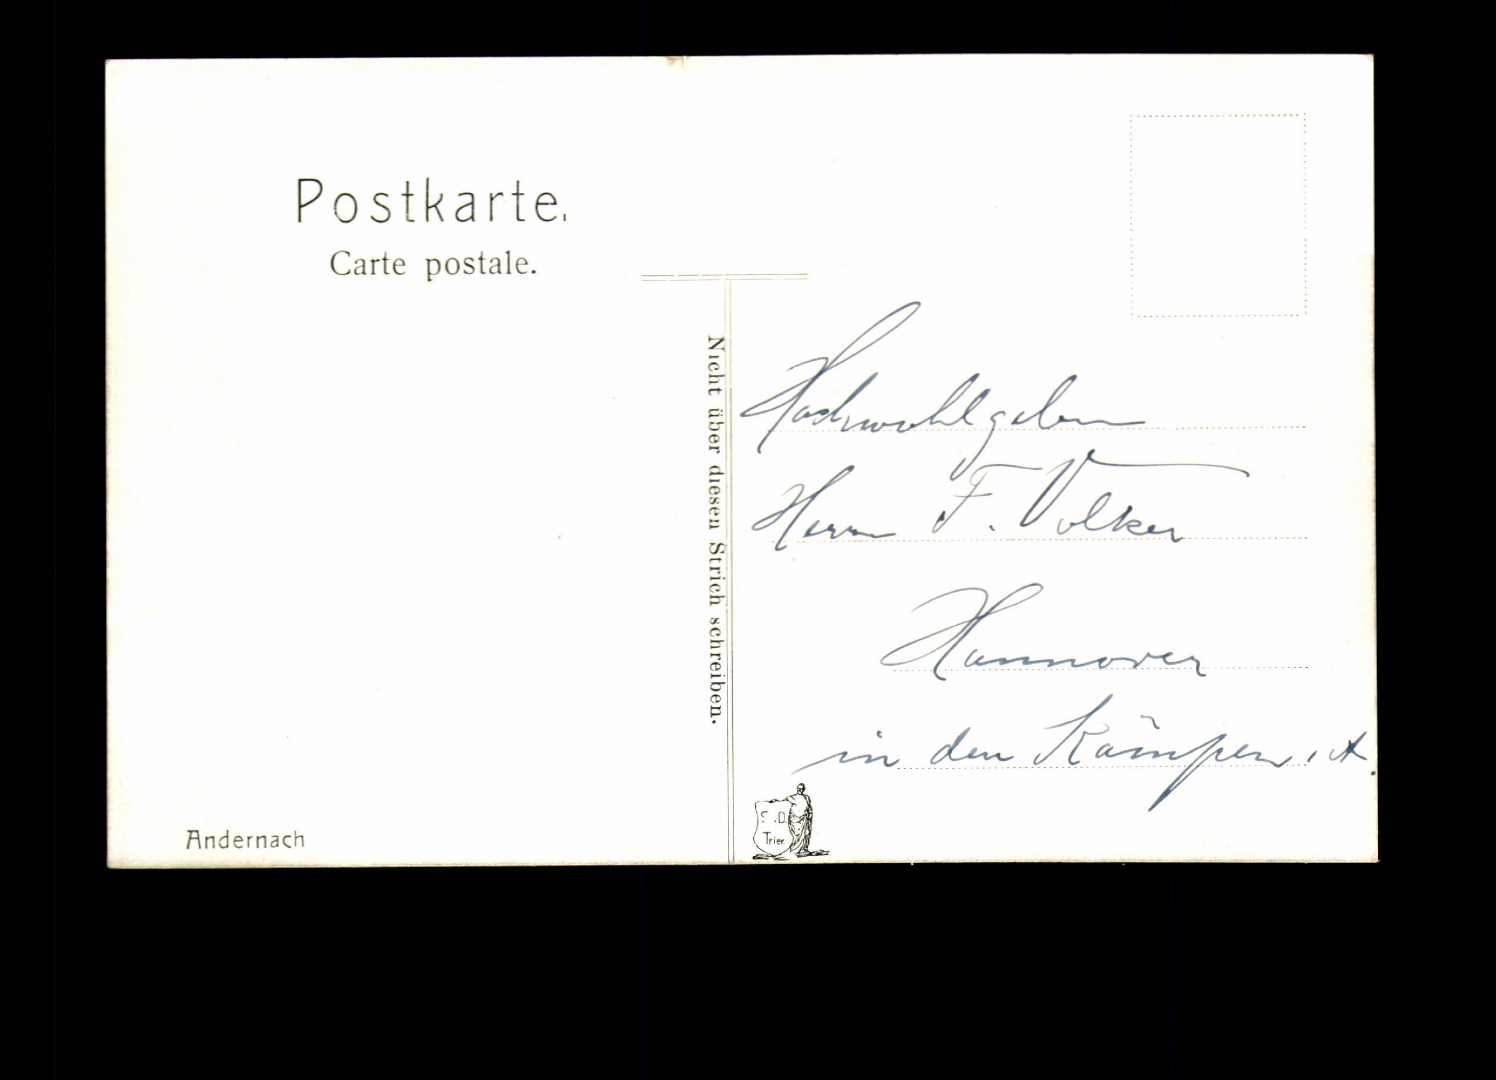 Postkarte.
Carte postale.
Nicht über diesen Strich schreiben.
Hochwohlgeboren
Herrn F. Volker
Hannover
in den Kämpen
Andernach
Trier